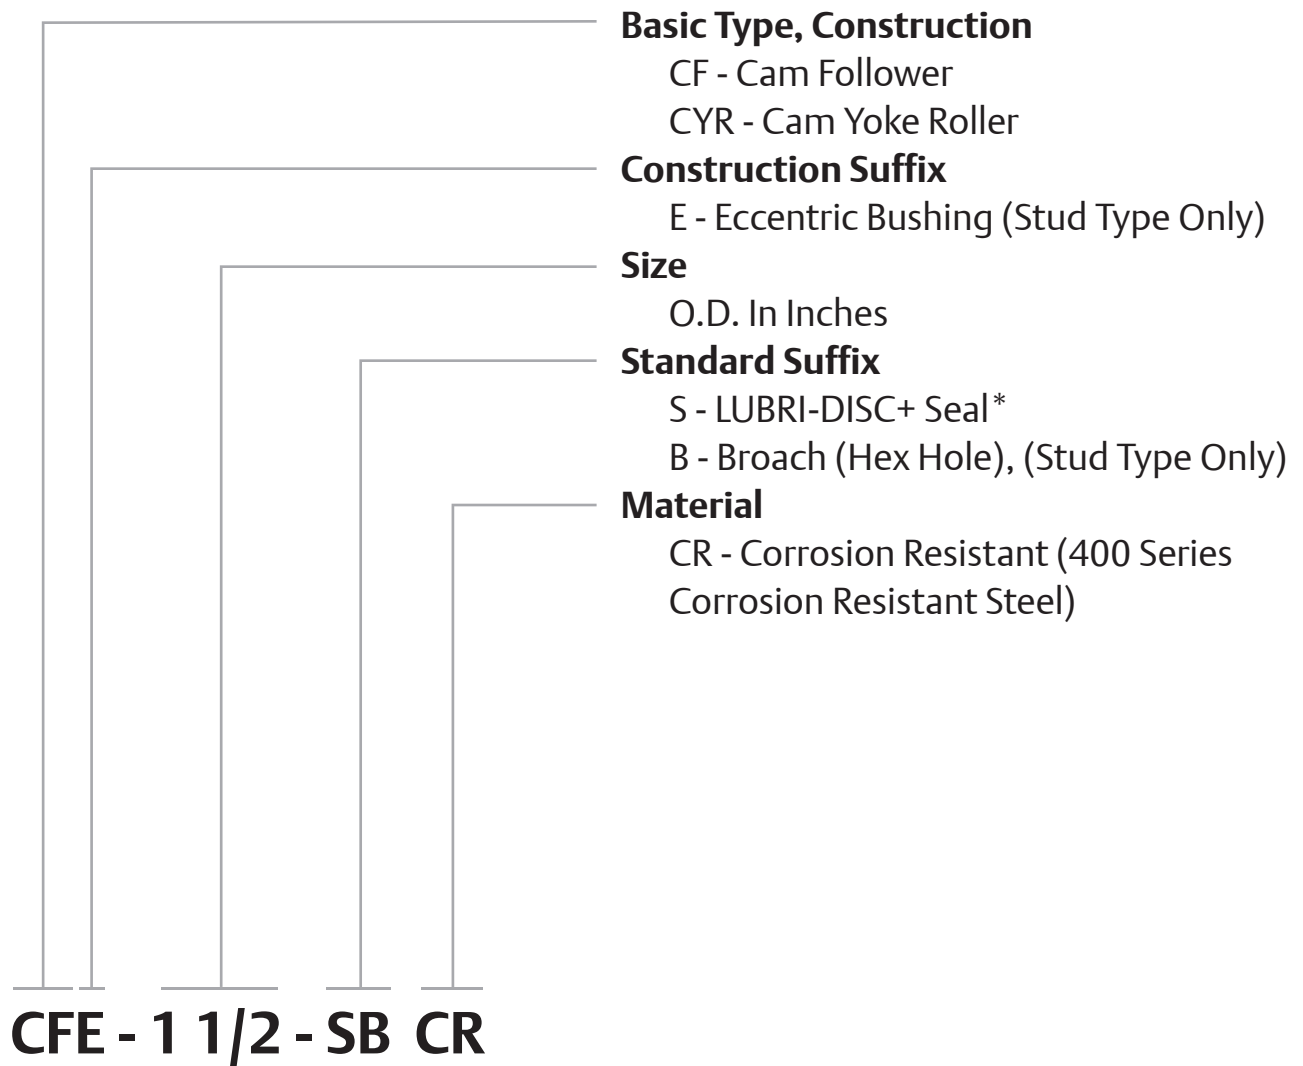 Basic Type, Construction
CF - Cam Follower
CYR - Cam Yoke Roller
Construction Suffix
E - Eccentric Bushing (Stud Type Only)
Size
O.D. In Inches
Standard Suffix
S - LUBRI-DISC+ Seal*
B - Broach (Hex Hole), (Stud Type Only)
Material
CR - Corrosion Resistant (400 Series
Corrosion Resistant Steel)
CFE - 1 1/2 - SB CR